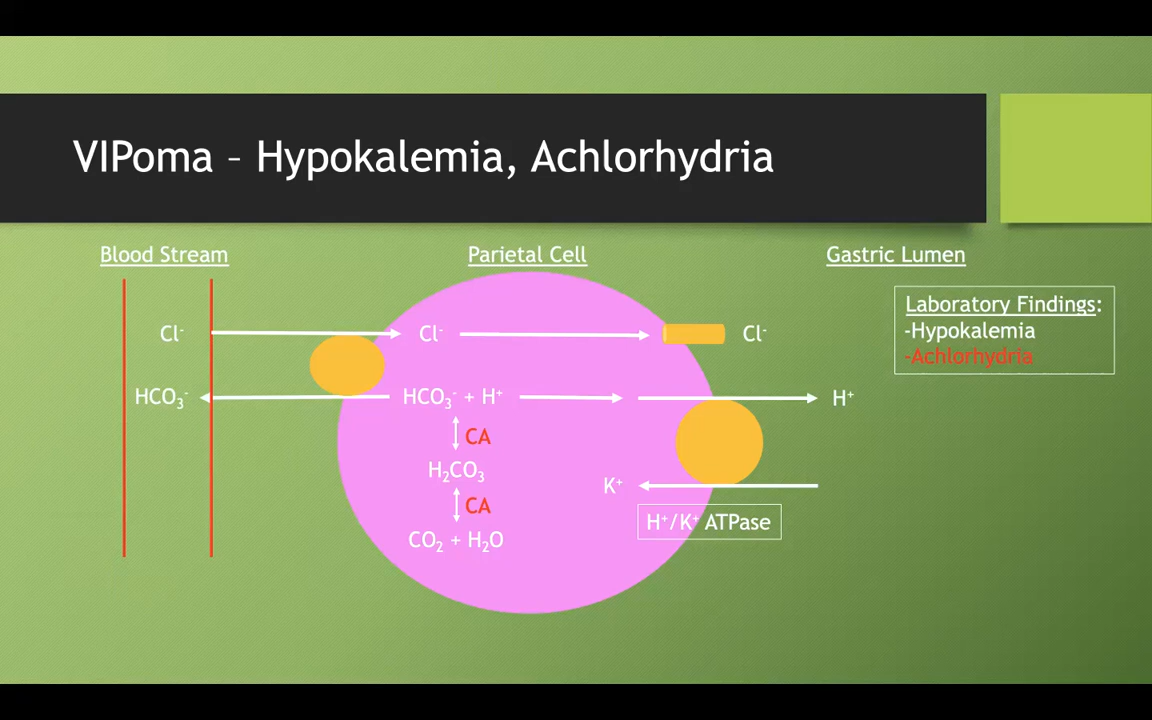 VIPoma – Hypokalemia, Achlorhydria
Blood Stream
Parietal Cell
Gastric Lumen
Laboratory Findings:
-Hypokalemia
-Achlorhydria
Cl⁻
Cl⁻
Cl⁻
HCO₃⁻
HCO₃⁻ + H⁺
H⁺
CA
H₂CO₃
K⁺
CA
H⁺/K⁺ ATPase
CO₂ + H₂O